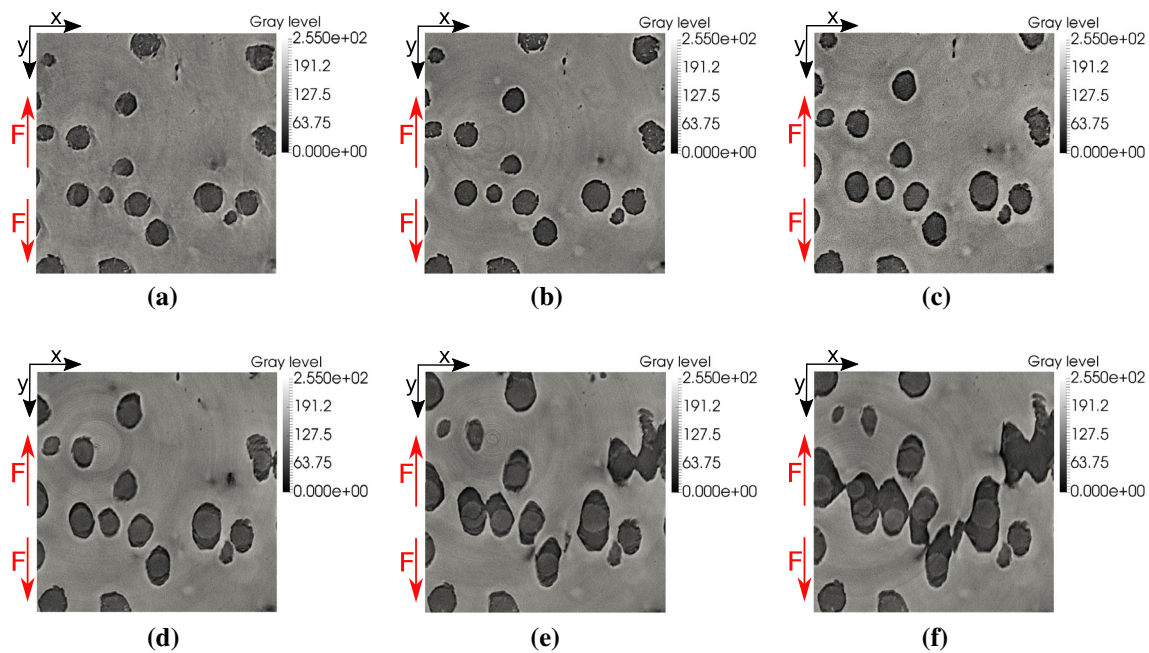 x
Gray level
y
2.550e+02
191.2
F
127.5
63.75
0.000e+00
F
(a)
x
Gray level
y
2.550e+02
191.2
F
127.5
63.75
0.000e+00
F
(b)
x
Gray level
y
2.550e+02
191.2
F
127.5
63.75
0.000e+00
F
(c)
x
Gray level
y
2.550e+02
191.2
127.5
F
63.75
0.000e+00
F
(d)
x
Gray level
y
2.550e+02
191.2
127.5
F
63.75
0.000e+00
F
(e)
x
Gray level
y
2.550e+02
191.2
127.5
F
63.75
0.000e+00
F
(f)